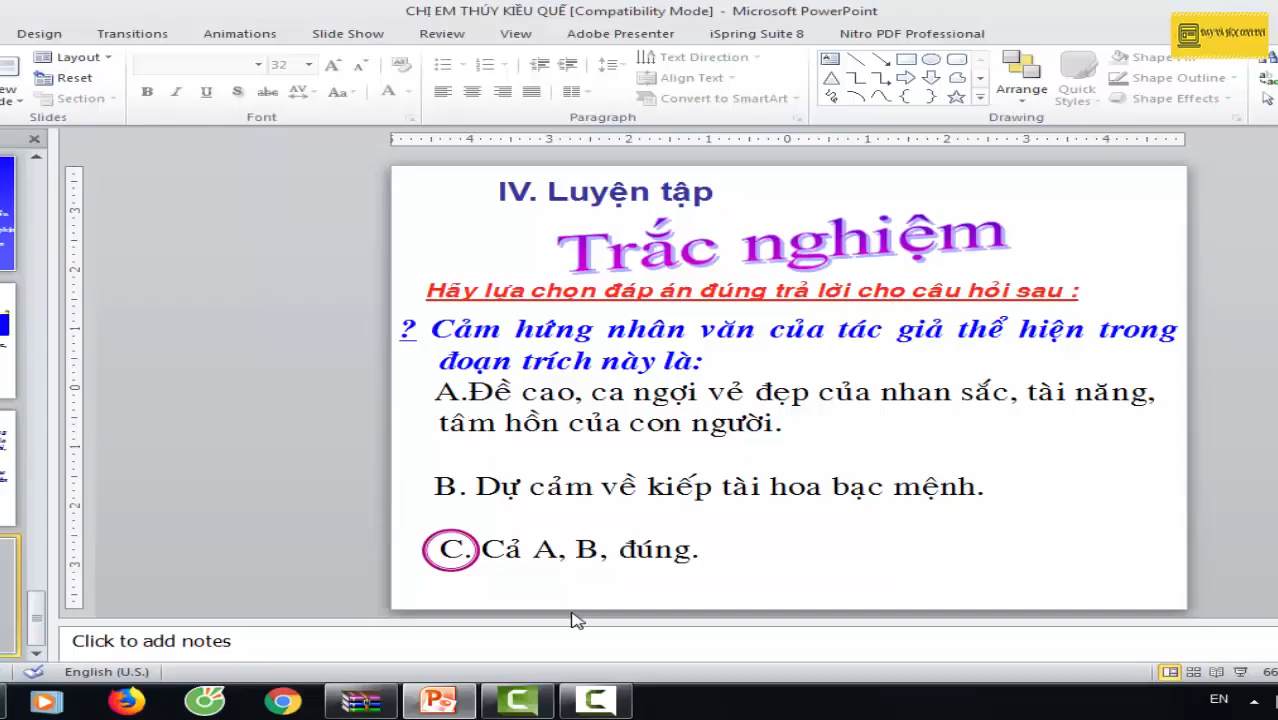 CHỊ EM THÚY KIỀU QUẾ [Compatibility Mode] - Microsoft PowerPoint
Design Transitions Animations Slide Show Review View Adobe Presenter iSpring Suite 8 Nitro PDF Professional
DẠY VÀ HỌC
Layout
Reset
Section
Slides
32
Font
Text Direction
Align Text
Convert to SmartArt
Paragraph
Arrange
Quick Styles
Shape
Shape Outline
Shape Effects
Drawing
IV. Luyện tập
Trắc nghiệm
Hãy lựa chọn đáp án đúng trả lời cho câu hỏi sau :
? Cảm hứng nhân văn của tác giả thể hiện trong
đoạn trích này là:
A.Đề cao, ca ngợi vẻ đẹp của nhan sắc, tài năng,
tâm hồn của con người.
B. Dự cảm về kiếp tài hoa bạc mệnh.
C. Cả A, B, đúng.
Click to add notes
English (U.S.)
66
EN